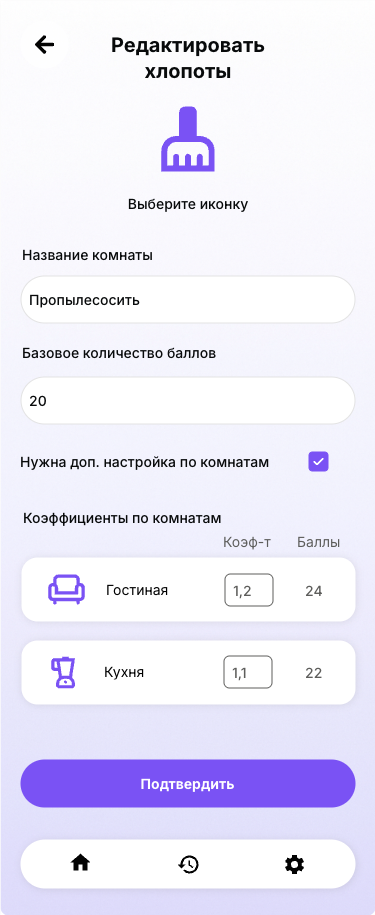 Редактировать
хлопоты
Выберите иконку
Название комнаты
Пропылесосить
Базовое количество баллов
20
Нужна доп. настройка по комнатам
Коэффициенты по комнатам
Коэф-т Баллы
Гостиная 1,2 24
Кухня 1,1 22
Подтвердить